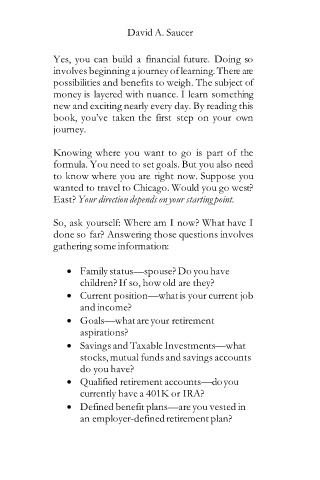 David A. Saucer
Yes, you can build a financial future. Doing so
involves beginning a journey of learning. There are
possibilities and benefits to weigh. The subject of
money is layered with nuance. I learn something
new and exciting nearly every day. By reading this
book, you've taken the first step on your own
journey.
Knowing where you want to go is part of the
formula. You need to set goals. But you also need
to know where you are right now. Suppose you
wanted to travel to Chicago. Would you go west?
East? Your direction depends on your starting point.
So, ask yourself: Where am I now? What have I
done so far? Answering those questions involves
gathering some information:
• Family status—spouse? Do you have
children? If so, how old are they?
• Current position—what is your current job
and income?
• Goals—what are your retirement
aspirations?
• Savings and Taxable Investments—what
stocks, mutual funds and savings accounts
do you have?
• Qualified retirement accounts—do you
currently have a 401K or IRA?
• Defined benefit plans—are you vested in
an employer-defined retirement plan?